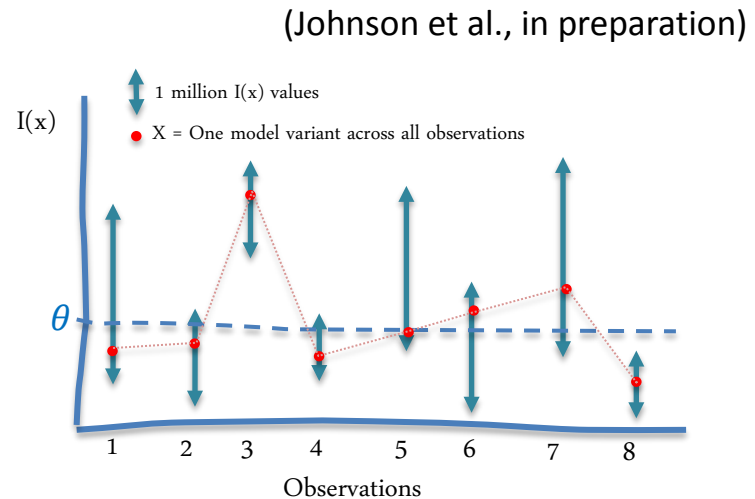 (Johnson et al., in preparation)
1 million I(x) values
I(x)
X = One model variant across all observations
θ
1 2 3 4 5 6 7 8
Observations